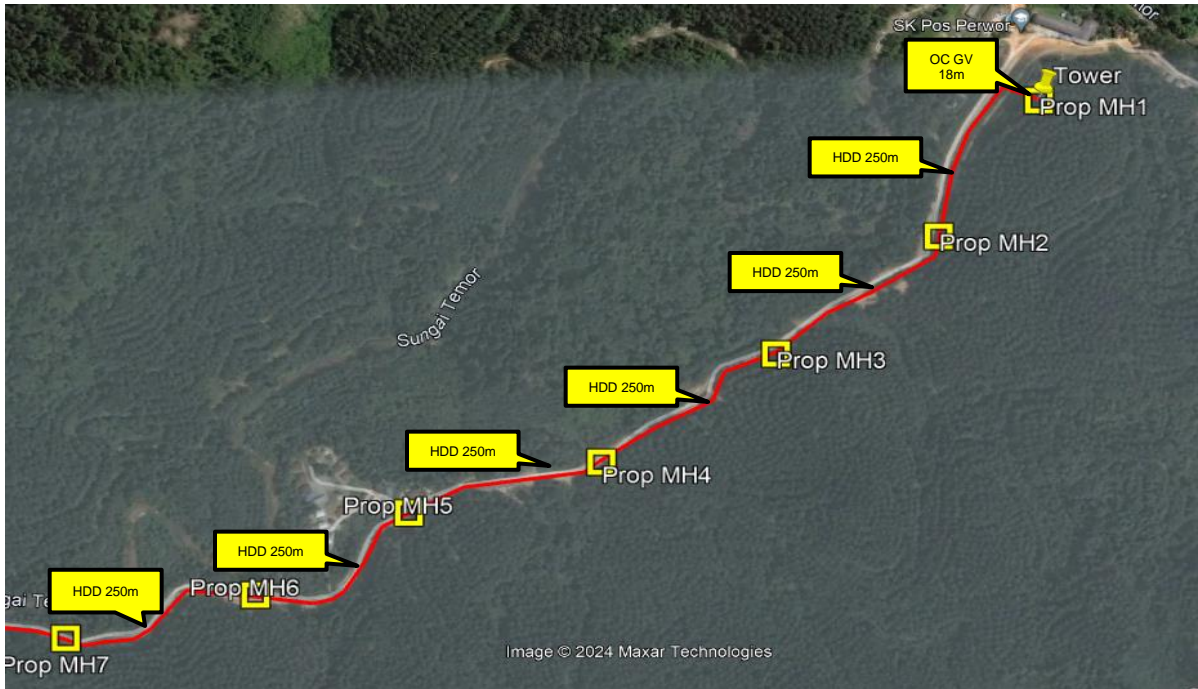 SK Pos Perwor
OC GV
18m
Tower
Prop MH1
HDD 250m
Prop MH2
HDD 250m
Prop MH3
HDD 250m
Prop MH4
HDD 250m
Prop MH5
Sungai Temor
HDD 250m
Prop MH6
HDD 250m
Prop MH7
Image © 2024 Maxar Technologies